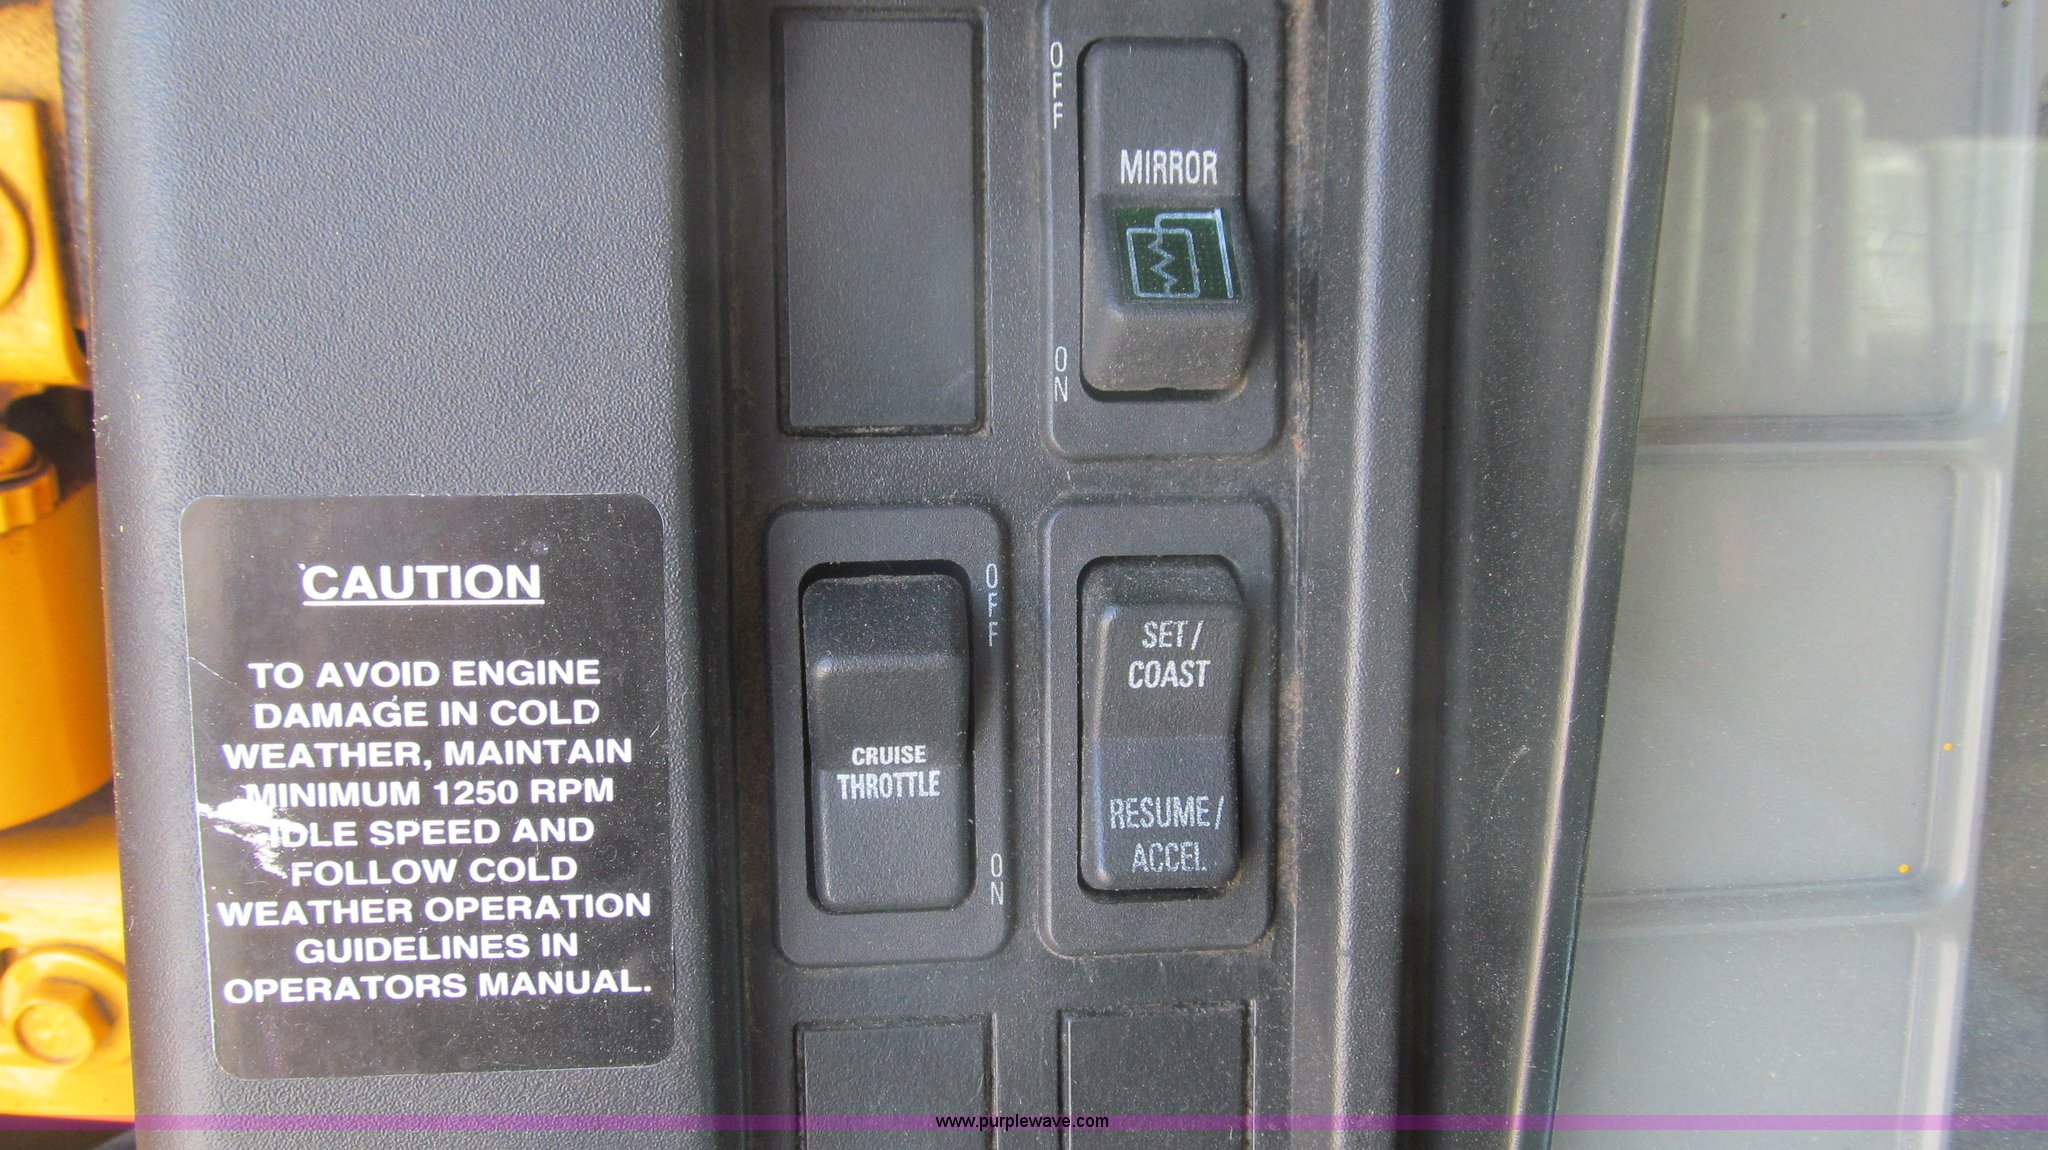 OFF
MIRROR
ON
CAUTION
TO AVOID ENGINE
DAMAGE IN COLD
WEATHER, MAINTAIN
MINIMUM 1250 RPM
IDLE SPEED AND
FOLLOW COLD
WEATHER OPERATION
GUIDELINES IN
OPERATORS MANUAL.
OFF
CRUISE
THROTTLE
ON
SET/
COAST
RESUME/
ACCEL
www.purplewave.com